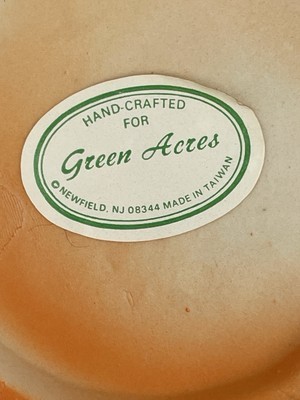 HAND-CRAFTED
FOR
Green Acres
© NEWFIELD, NJ 08344 MADE IN TAIWAN